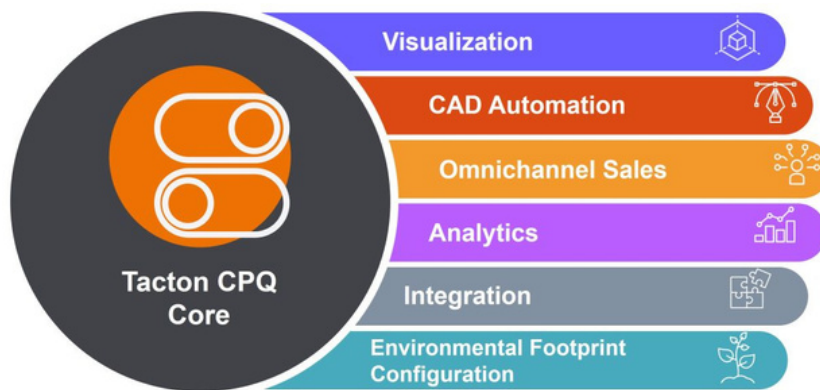 Visualization
CAD Automation
Omnichannel Sales
Analytics
Tacton CPQ
Core
Integration
Environmental Footprint
Configuration